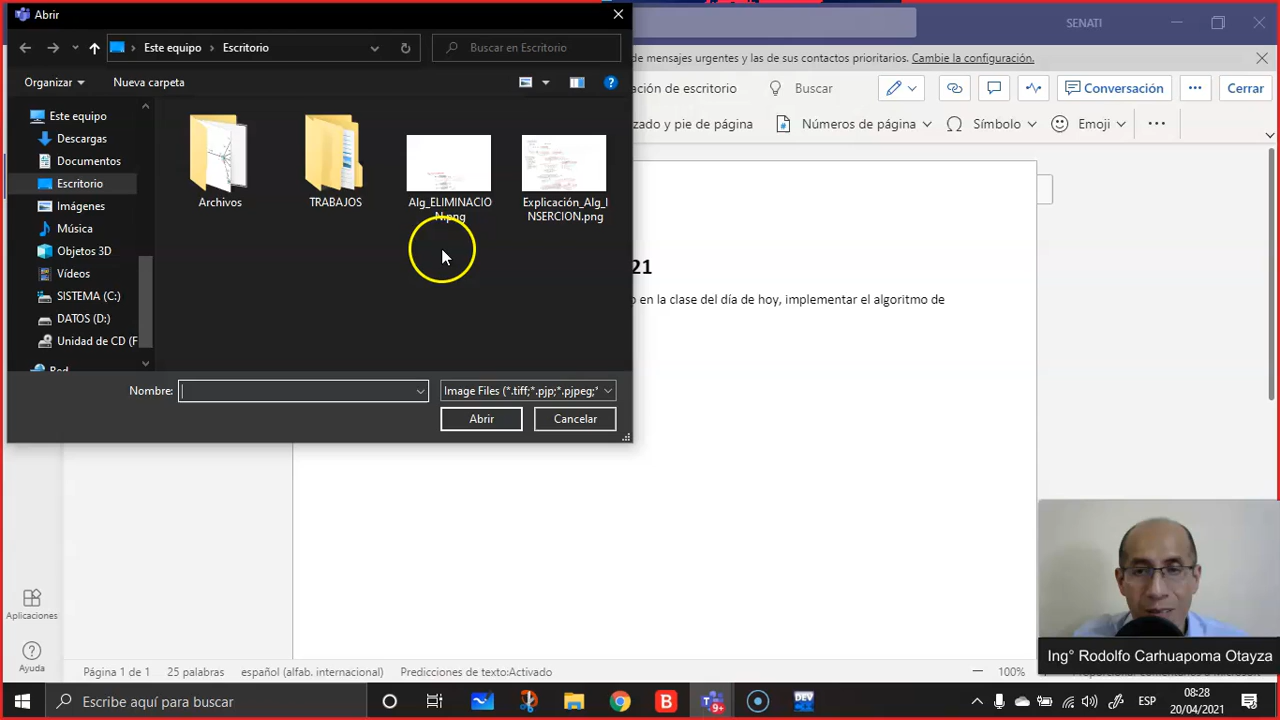 Abrir
SENATI
Este equipo
Escritorio
Buscar en Escritorio
de mensajes urgentes y las de sus contactos prioritarios. Cambie la configuración.
Organizar
Nueva carpeta
ación de escritorio
Buscar
Conversación
Cerrar
zado y pie de página
Números de página
Símbolo
Emoji
Este equipo
Descargas
Documentos
Escritorio
Imágenes
Música
Objetos 3D
Vídeos
SISTEMA (C:)
DATOS (D:)
Unidad de CD (F
Red
Archivos
TRABAJOS
Alg_ELIMINACIO
N.png
Explicación_Alg_I
NSERCION.png
21
o en la clase del día de hoy, implementar el algoritmo de
Nombre:
Image Files (*.tiff;*.pjp;*.pjpeg;*
Abrir
Cancelar
Aplicaciones
Ayuda
Ing° Rodolfo Carhuapoma Otayza
Página 1 de 1
25 palabras
español (alfab. internacional)
Predicciones de texto:Activado
100%
Escribe aquí para buscar
9+
DEV
ESP
08:28
20/04/2021